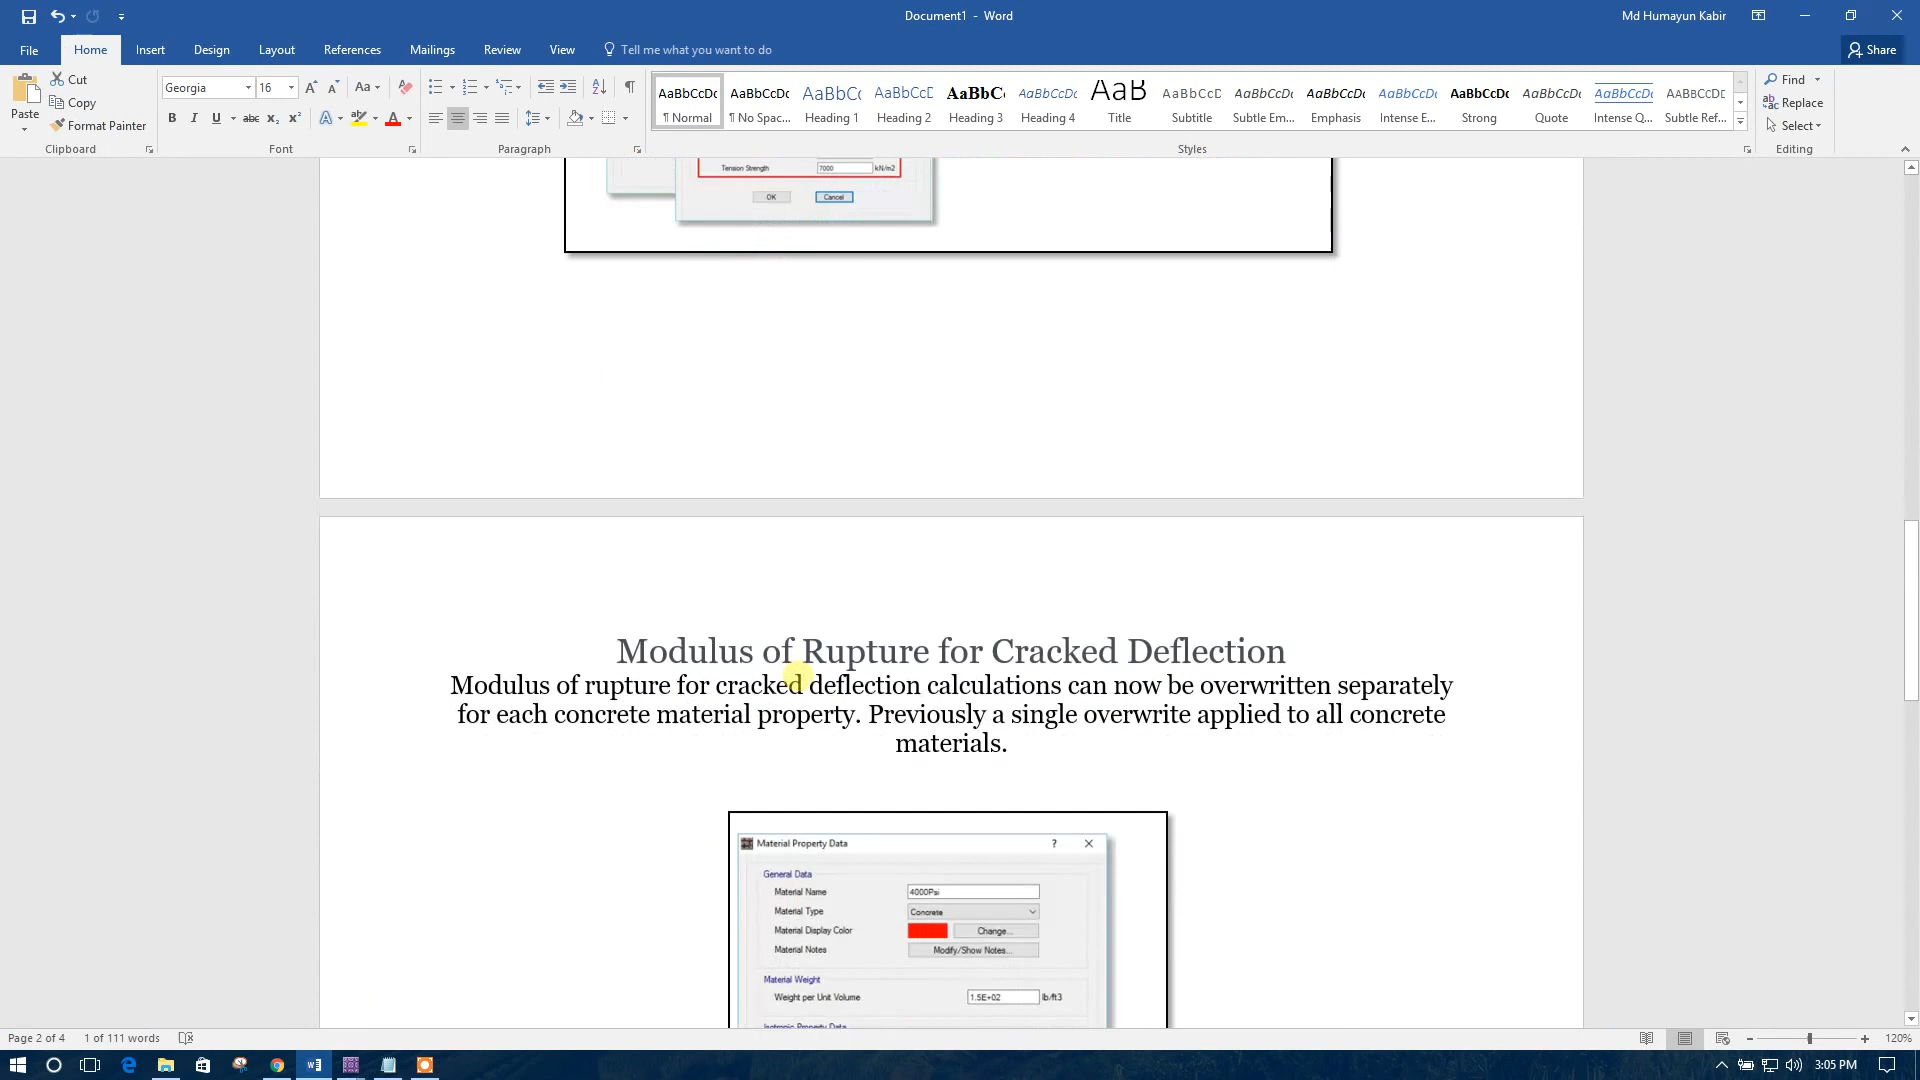 Document1 - Word
Md Humayun Kabir
File Home Insert Design Layout References Mailings Review View Tell me what you want to do Share
Cut
Copy
Format Painter
Paste
Clipboard
Georgia 16
Font
Paragraph
AaBbCcDc AaBbCcDc AaBbCc AaBbCcD AaBbC AaBbCcDc AaB AaBbCcD AaBbCcDc AaBbCcDc AaBbCcDc AaBbCcDc AaBbCcDc AaBbCcDc AABBCCDE
¶ Normal ¶ No Spac... Heading 1 Heading 2 Heading 3 Heading 4 Title Subtitle Subtle Em... Emphasis Intense E... Strong Quote Intense Q... Subtle Ref...
Styles
Find
Replace
Select
Editing
Tension Strength 7000 kN/m2
OK Cancel
Modulus of Rupture for Cracked Deflection
Modulus of rupture for cracked deflection calculations can now be overwritten separately
for each concrete material property. Previously a single overwrite applied to all concrete
materials.
Material Property Data ?
General Data
Material Name 4000Psi
Material Type Concrete
Material Display Color Change...
Material Notes Modify/Show Notes...
Material Weight
Weight per Unit Volume 1.5E+02 lb/ft3
Isotropic Property Data
Page 2 of 4 1 of 111 words 120%
3:05 PM